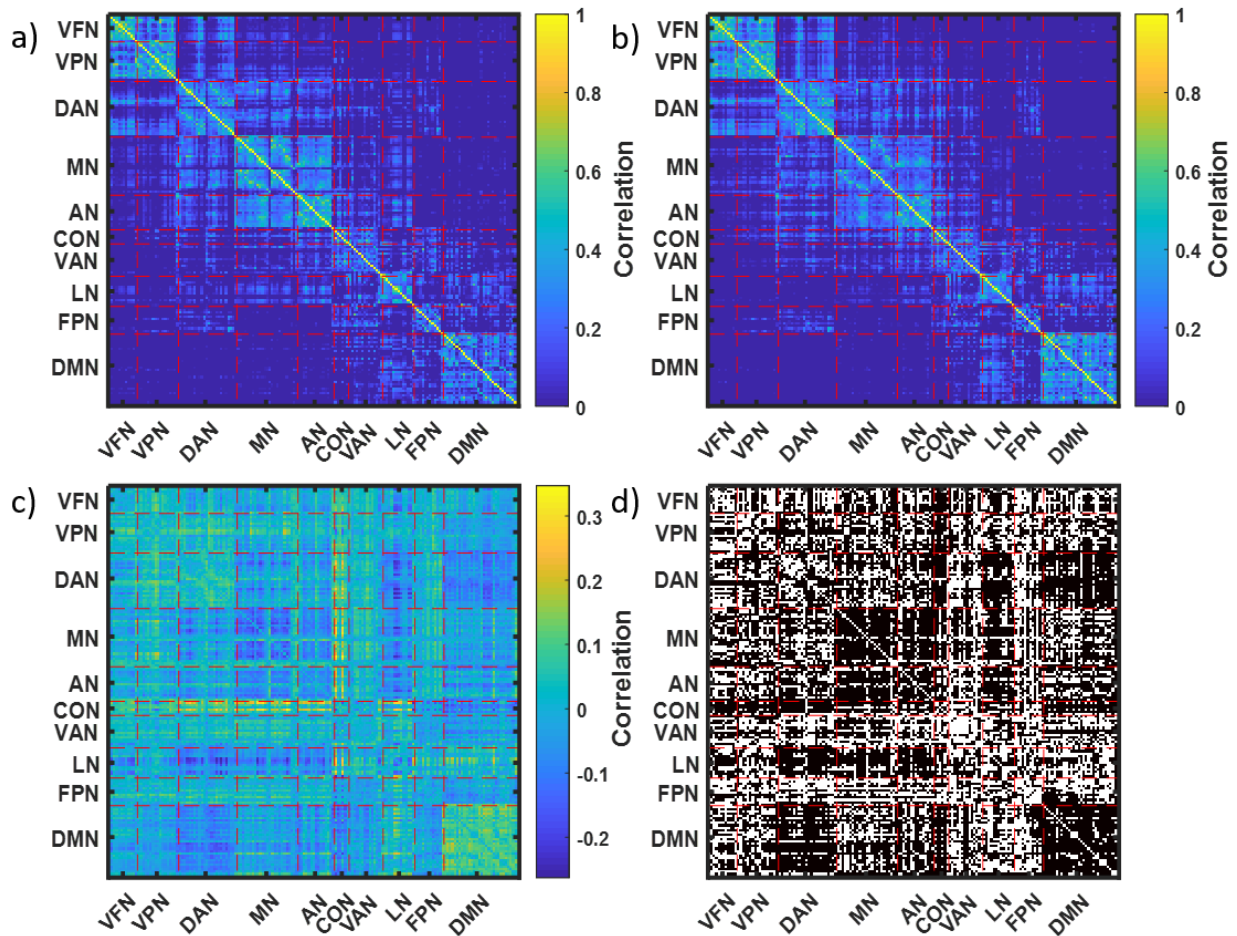 a)
VFN
VPN
DAN
MN
AN
CON
VAN
LN
FPN
DMN
VFN VPN DAN MN AN CON VAN LN FPN DMN
1
0.8
0.6
0.4
0.2
0
Correlation
b)
VFN
VPN
DAN
MN
AN
CON
VAN
LN
FPN
DMN
VFN VPN DAN MN AN CON VAN LN FPN DMN
1
0.8
0.6
0.4
0.2
0
Correlation
c)
VFN
VPN
DAN
MN
AN
CON
VAN
LN
FPN
DMN
VFN VPN DAN MN AN CON VAN LN FPN DMN
0.3
0.2
0.1
0
-0.1
-0.2
Correlation
d)
VFN
VPN
DAN
MN
AN
CON
VAN
LN
FPN
DMN
VFN VPN DAN MN AN CON VAN LN FPN DMN